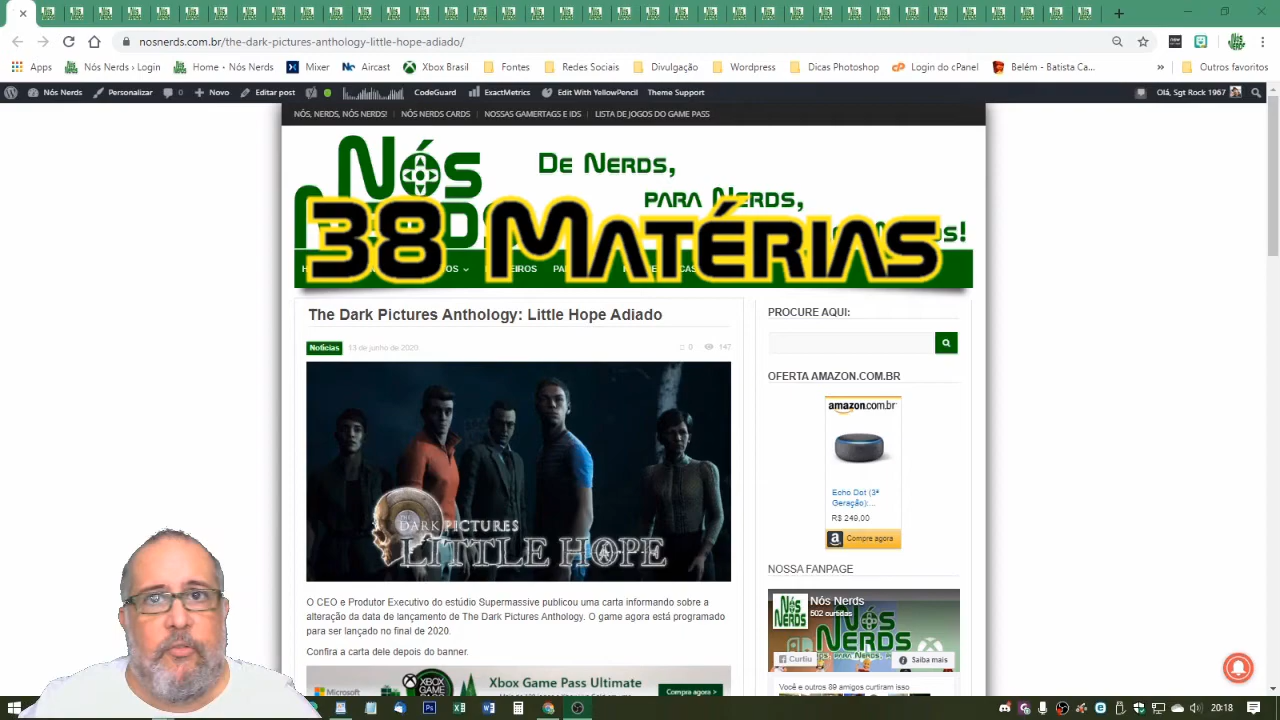 nosnerds.com.br/the-dark-pictures-anthology-little-hope-adiado/
Apps Nós Nerds › Login Home · Nós Nerds Mixer Aircast Xbox Brasil Fontes Redes Sociais Divulgação Wordpress Dicas Photoshop Login do cPanel Belém - Batista Ca... » Outros favoritos
Nós Nerds Personalizar 0 Novo Editar post CodeGuard ExactMetrics Edit With YellowPencil Theme Support Olá, Sgt Rock 1967
NÓS, NERDS, NÓS NERDS! NÓS NERDS CARDS NOSSAS GAMERTAGS E IDS LISTA DE JOGOS DO GAME PASS
Nós
De Nerds,
para Nerds,
38 Matérias
The Dark Pictures Anthology: Little Hope Adiado
Notícias 13 de junho de 2020 0 147
THE DARK PICTURES
LITTLE HOPE
O CEO e Produtor Executivo do estúdio Supermassive publicou uma carta informando sobre a
alteração da data de lançamento de The Dark Pictures Anthology. O game agora está programado
para ser lançado no final de 2020.
Confira a carta dele depois do banner.
Microsoft XBOX GAME Xbox Game Pass Ultimate Compre agora >
PROCURE AQUI:
OFERTA AMAZON.COM.BR
amazon.com.br
Echo Dot (3ª
Geração):...
R$ 249,00
Compre agora
NOSSA FANPAGE
Nós Nerds
502 curtidas
Curtiu Saiba mais
Você e outros 89 amigos curtiram isso
20:18